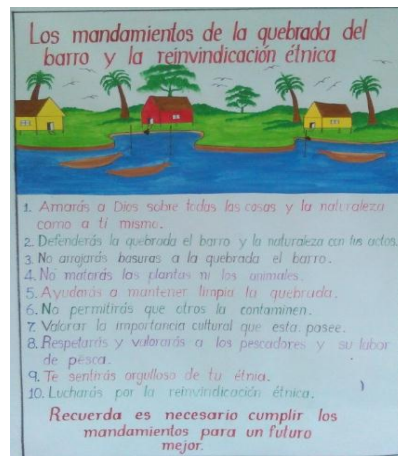 Los mandamientos de la quebrada del
barro y la reinvindicación étnica
1. Amarás a Dios sobre todas las cosas y la naturaleza
como a ti mismo.
2. Defenderás la quebrada el barro y la naturaleza con tus actos.
3. No arrojarás basuras a la quebrada el barro.
4. No matarás las plantas ni los animales.
5. Ayudarás a mantener limpia la quebrada.
6. No permitirás que otros la contaminen.
7. Valorar la importancia cultural que esta posee.
8. Respetarás y valorarás a los pescadores y su labor
de pesca.
9. Te sentirás orgulloso de tu étnia.
10. Lucharás por la reinvindicación étnica.
Recuerda es necesario cumplir los
mandamientos para un futuro
mejor.